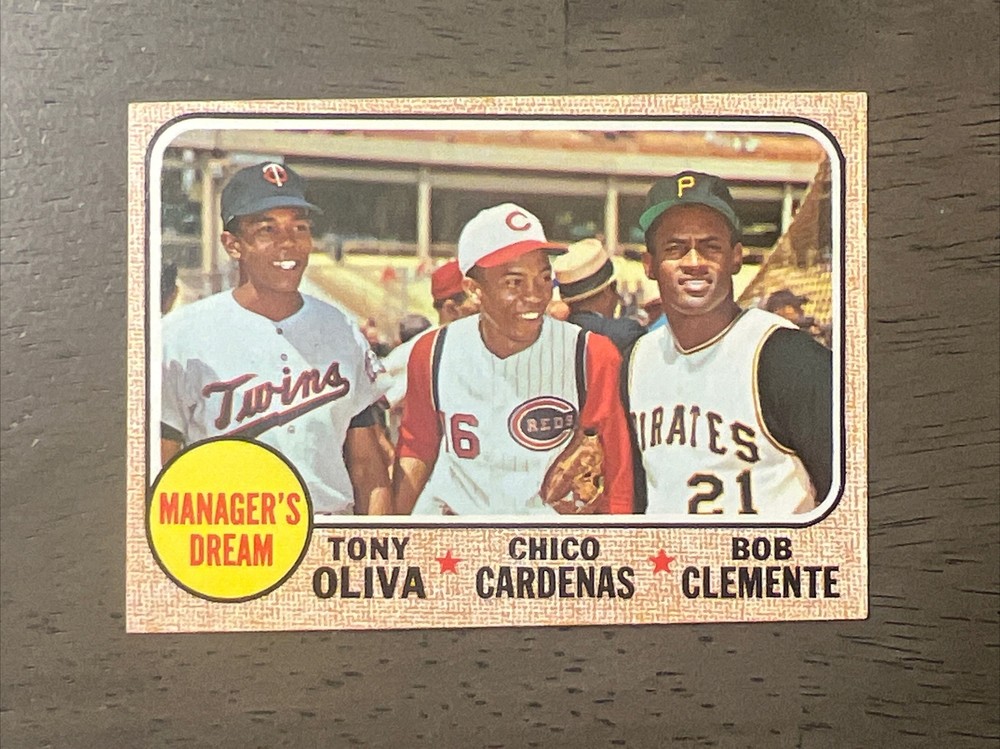 T C
C
P
Twins
16
REDS
IRATES
21
MANAGER'S
DREAM
TONY
OLIVA
★
CHICO
CARDENAS
★
BOB
CLEMENTE